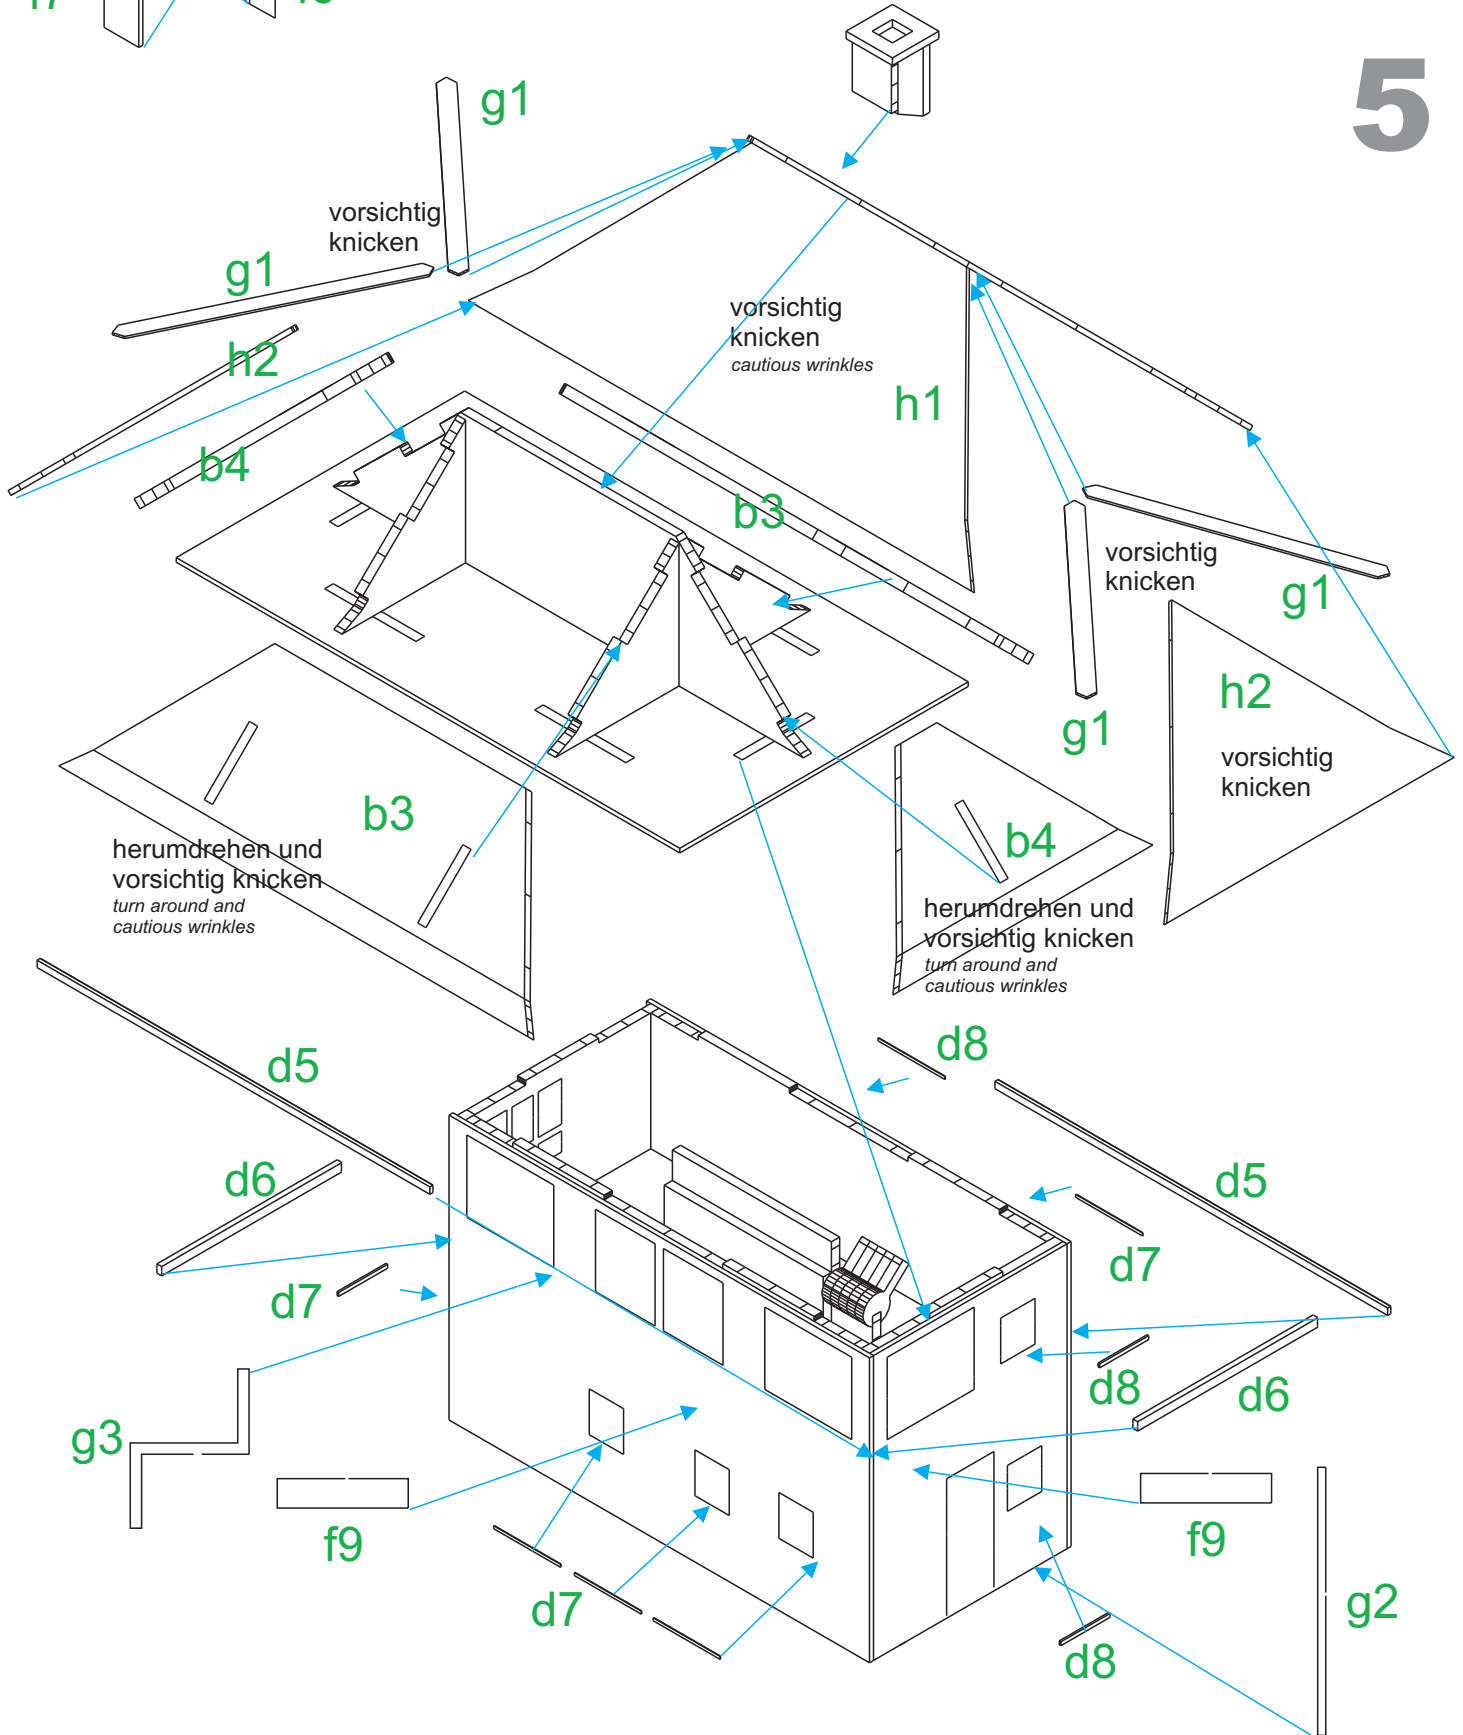 5
g1
vorsichtig
knicken
g1
h2
b4
vorsichtig
knicken
cautious wrinkles
h1
b3
vorsichtig
knicken
g1
g1
h2
vorsichtig
knicken
b3
herumdrehen und
vorsichtig knicken
turn around and
cautious wrinkles
b4
herumdrehen und
vorsichtig knicken
turn around and
cautious wrinkles
d5
d8
d6
d5
d7
d7
d8
d6
g3
f9
f9
d7
g2
d8